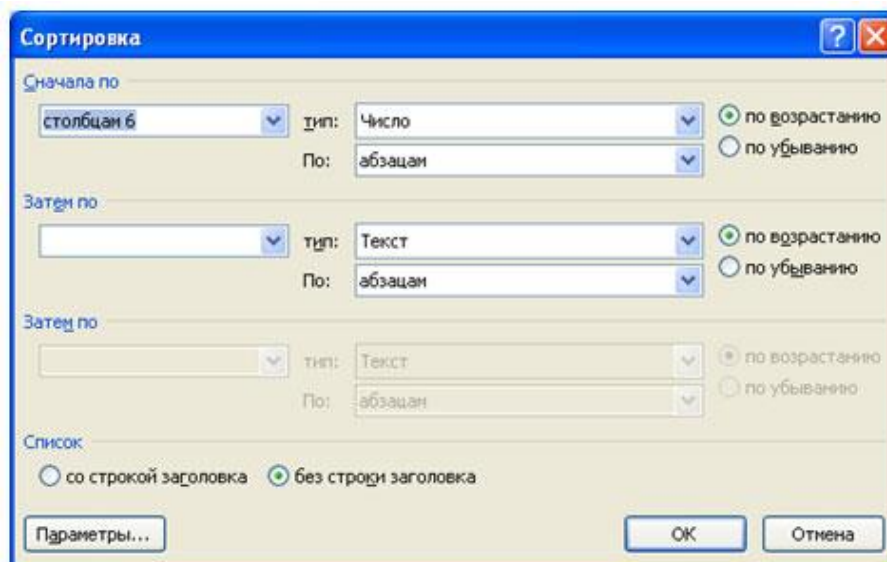 Сортировка
Сначала по
столбцам 6 тип: Число по возрастанию
По: абзацам по убыванию
Затем по
тип: Текст по возрастанию
По: абзацам по убыванию
Затем по
тип: Текст по возрастанию
По: абзацам по убыванию
Список
со строкой заголовка без строки заголовка
Параметры... ОК Отмена